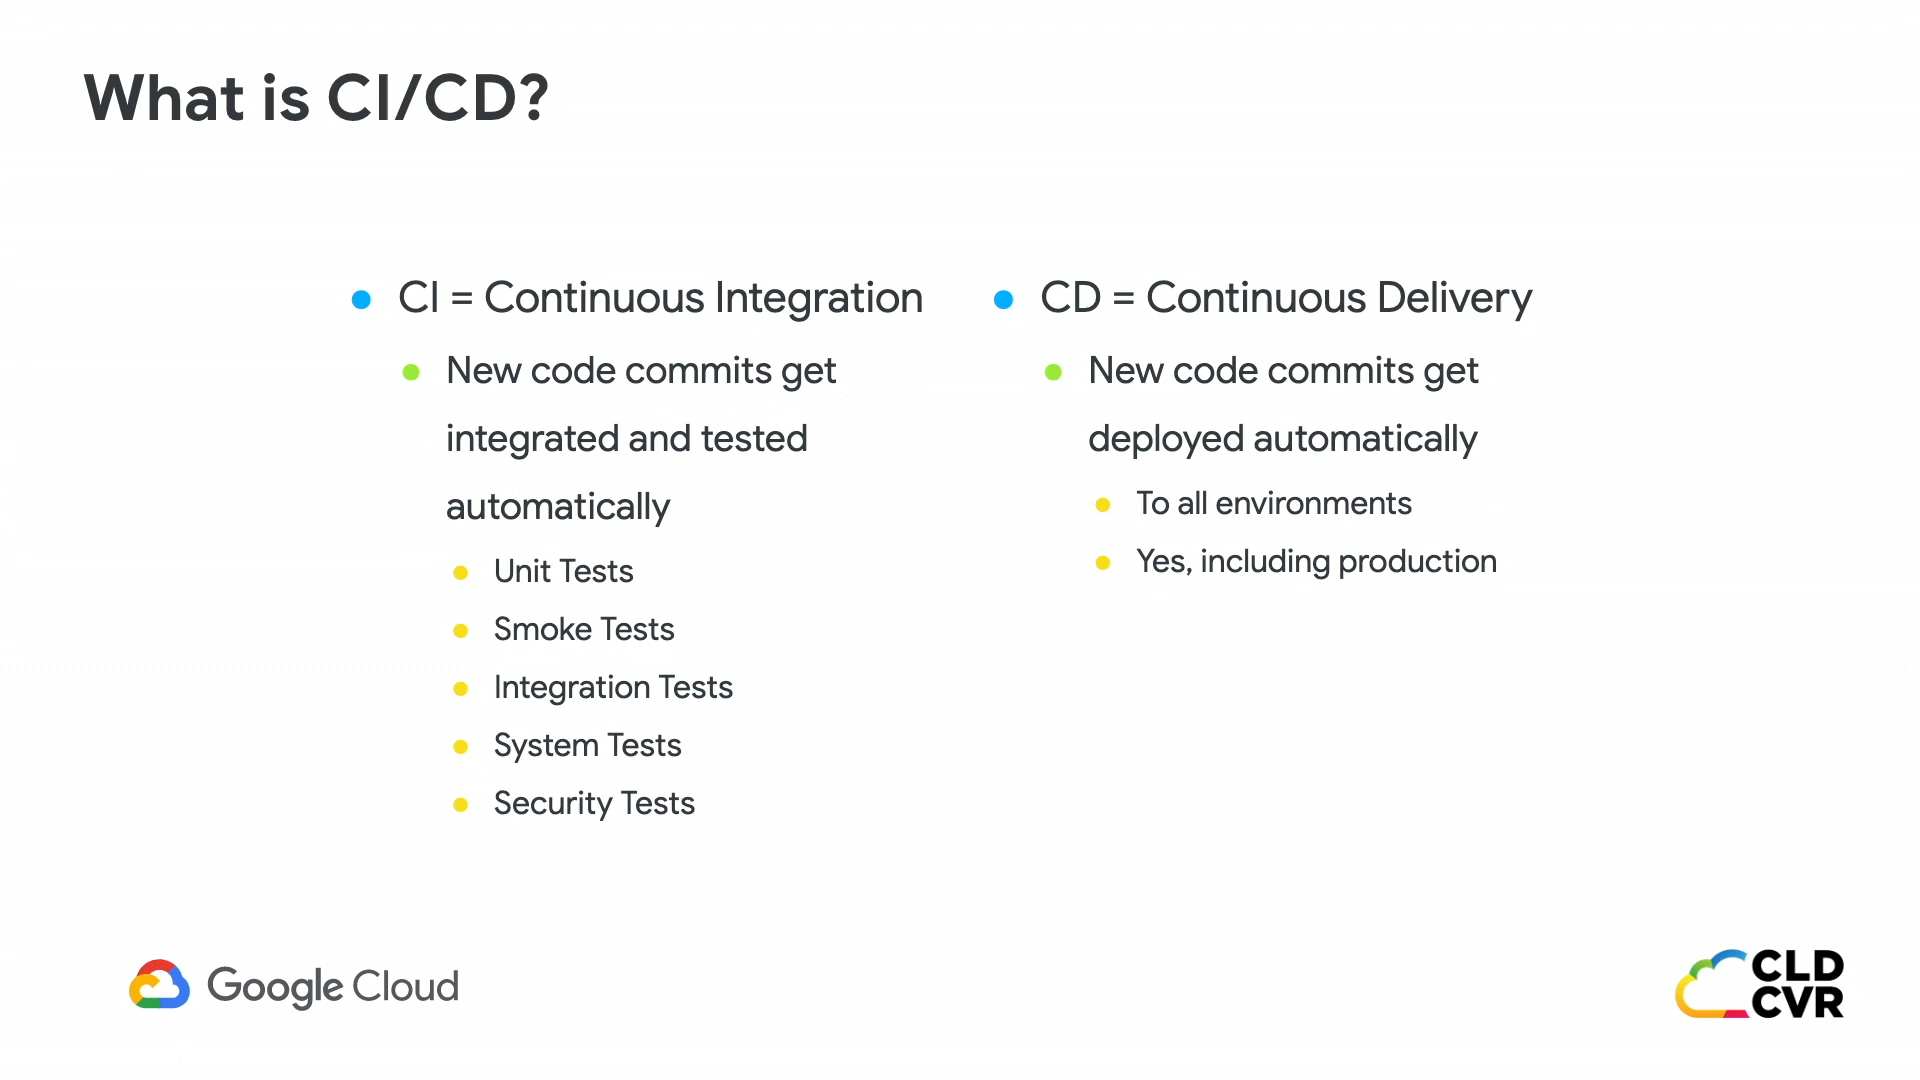 What is CI/CD?
CI = Continuous Integration
New code commits get
integrated and tested
automatically
Unit Tests
Smoke Tests
Integration Tests
System Tests
Security Tests
CD = Continuous Delivery
New code commits get
deployed automatically
To all environments
Yes, including production
Google Cloud
CLD
CVR